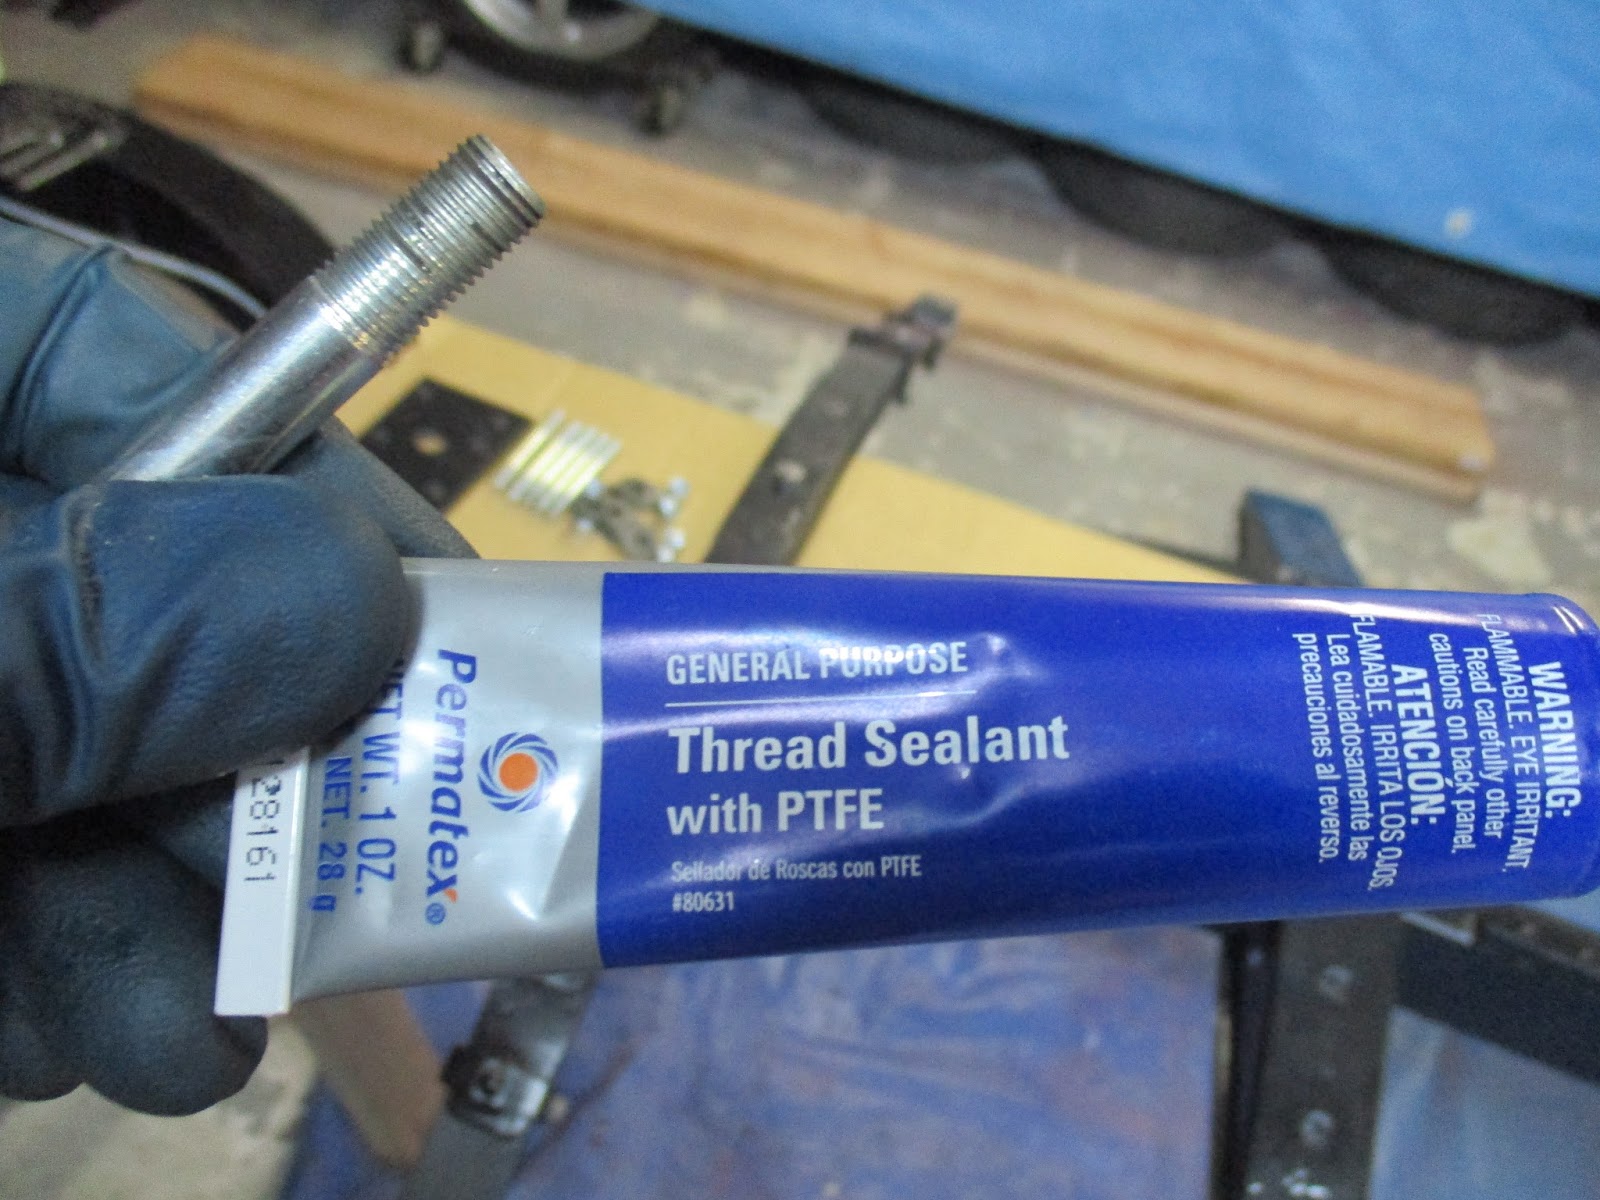 GENERAL PURPOSE
Thread Sealant
with PTFE
Sellador de Roscas con PTFE
#80631
Permatex®
NET WT. 1 OZ.
NET. 28 g
28161
WARNING:
FLAMMABLE. EYE IRRITANT,
Read carefully other
cautions on back panel.
ATENCIÓN:
FLAMABLE. IRRITA LOS OJOS.
Lea cuidadosamente las
precauciones al reverso.